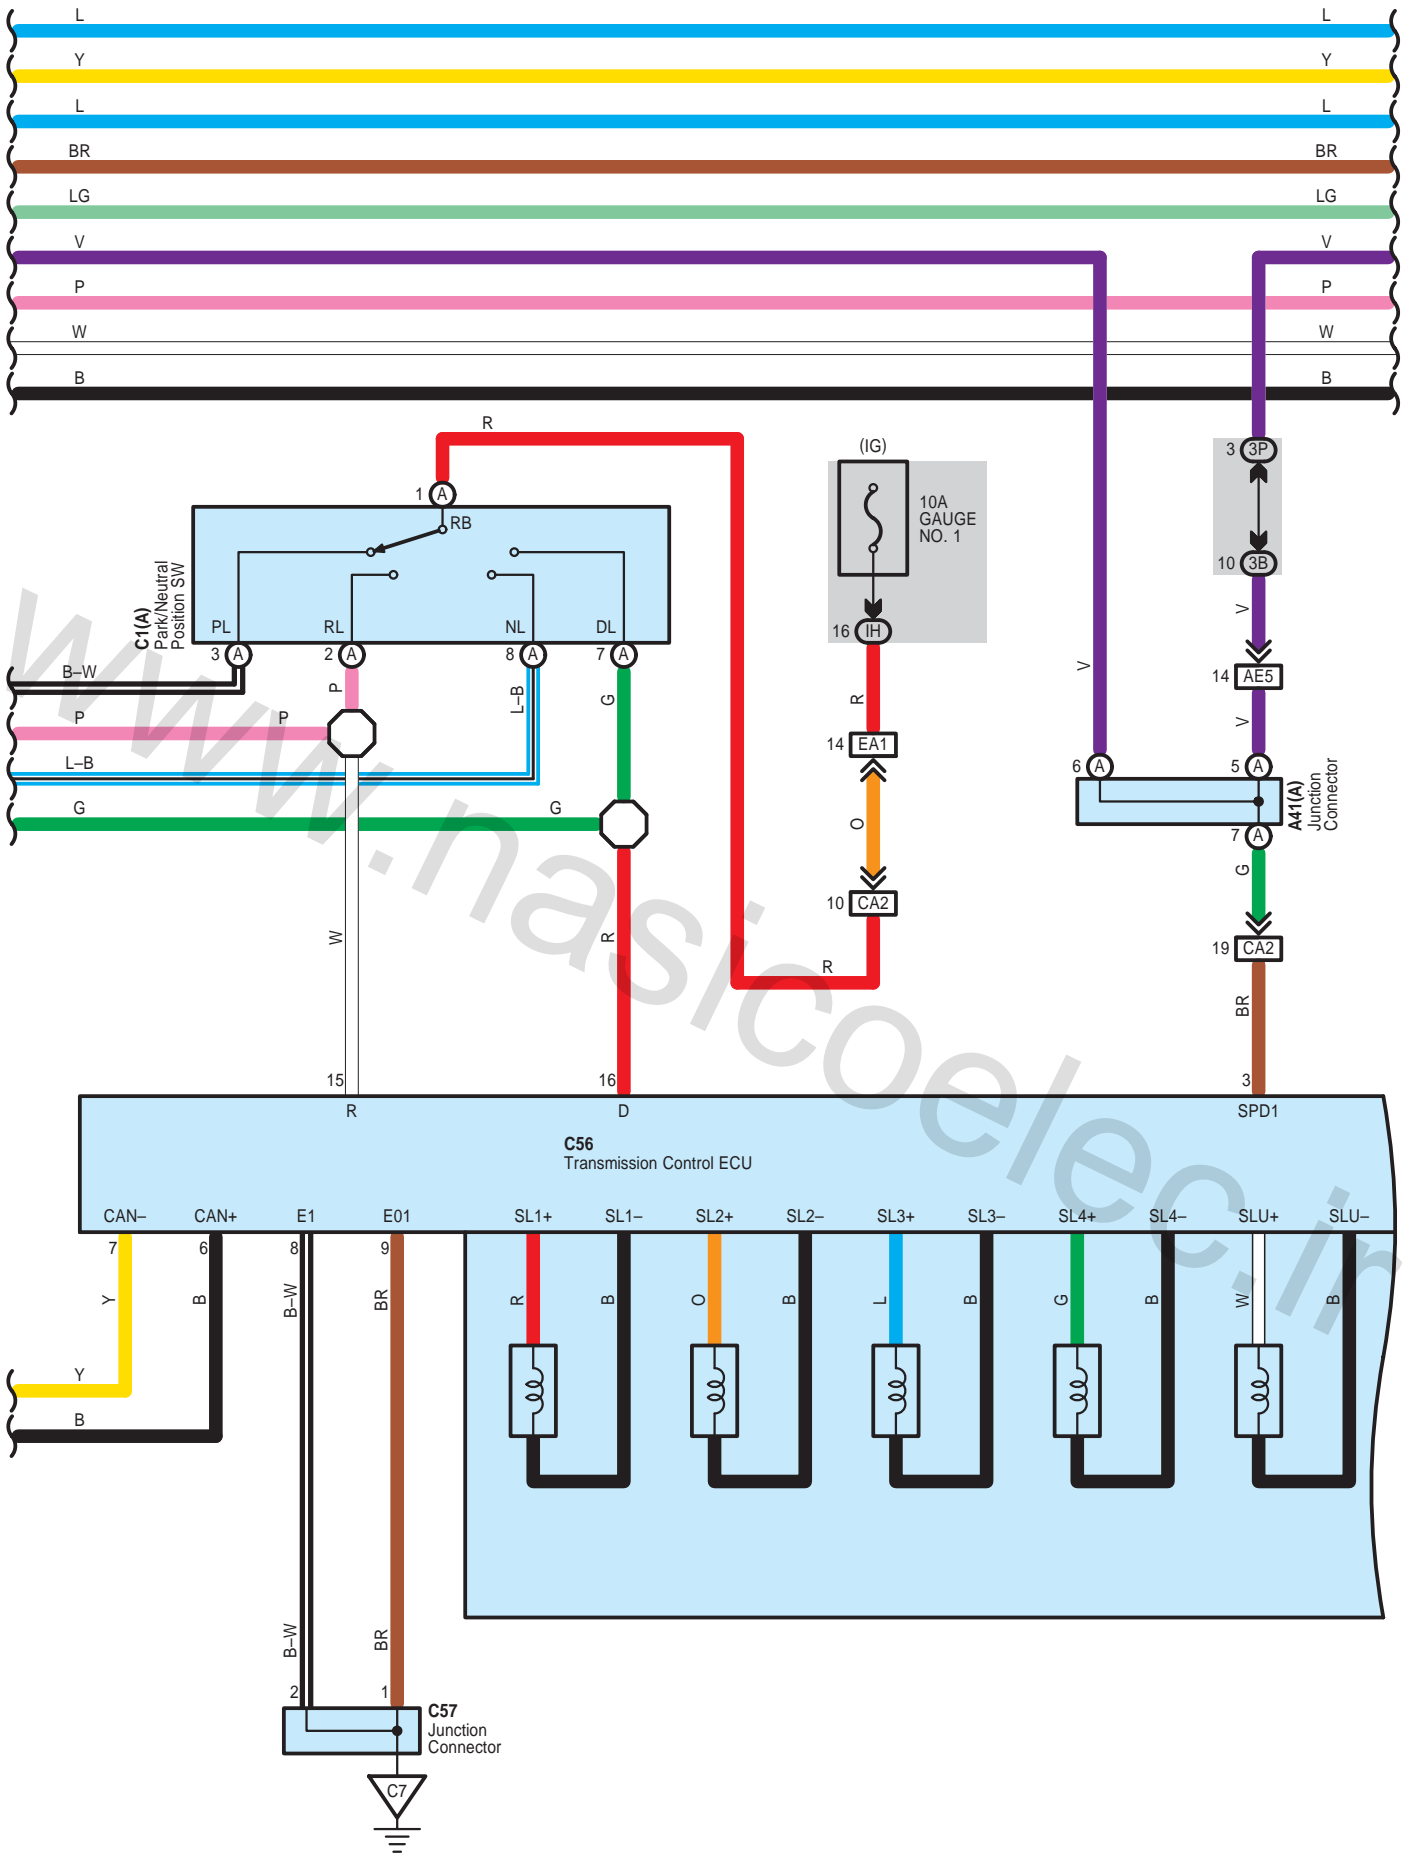 L L
Y Y
L L
BR BR
LG LG
V V
P P
W W
B B
R
(IG)
10A
GAUGE
NO. 1
16 IH
3 3P
10 3B
V
14 AE5
V
V
6 A
5 A
A41(A)
Junction
Connector
7 A
G
19 CA2
BR
3
1 A
RB
C1(A)
Park/Neutral
Position SW
PL RL NL DL
3 A
2 A
8 A
7 A
B–W
P
P P
L–B
L–B
G
G G
R
14 EA1
O
10 CA2
R
W
R
15
16
R D SPD1
C56
Transmission Control ECU
CAN– CAN+ E1 E01 SL1+ SL1– SL2+ SL2– SL3+ SL3– SL4+ SL4– SLU+ SLU–
7 6 8 9
Y B B–W BR R B O B L B G B W B
Y
B
B–W BR
2 1
C57
Junction
Connector
C7
www.nasicoelec.ir